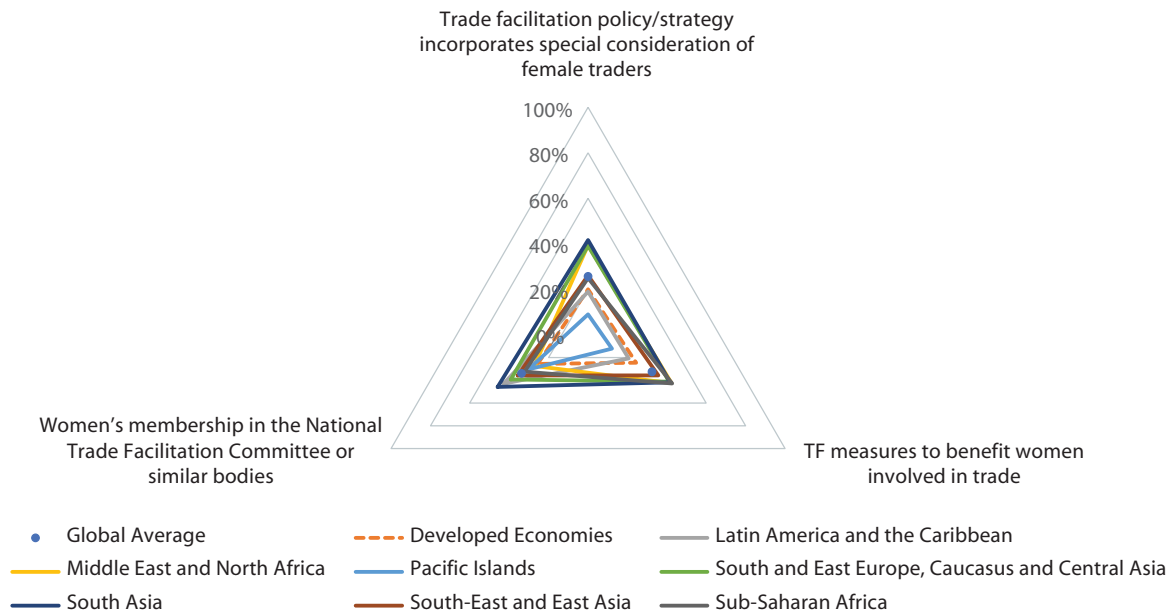 Trade facilitation policy/strategy
incorporates special consideration of
female traders
100%
80%
60%
40%
20%
0%
Women's membership in the National
Trade Facilitation Committee or
similar bodies
TF measures to benefit women
involved in trade
Global Average
Developed Economies
Latin America and the Caribbean
Middle East and North Africa
Pacific Islands
South and East Europe, Caucasus and Central Asia
South Asia
South-East and East Asia
Sub-Saharan Africa